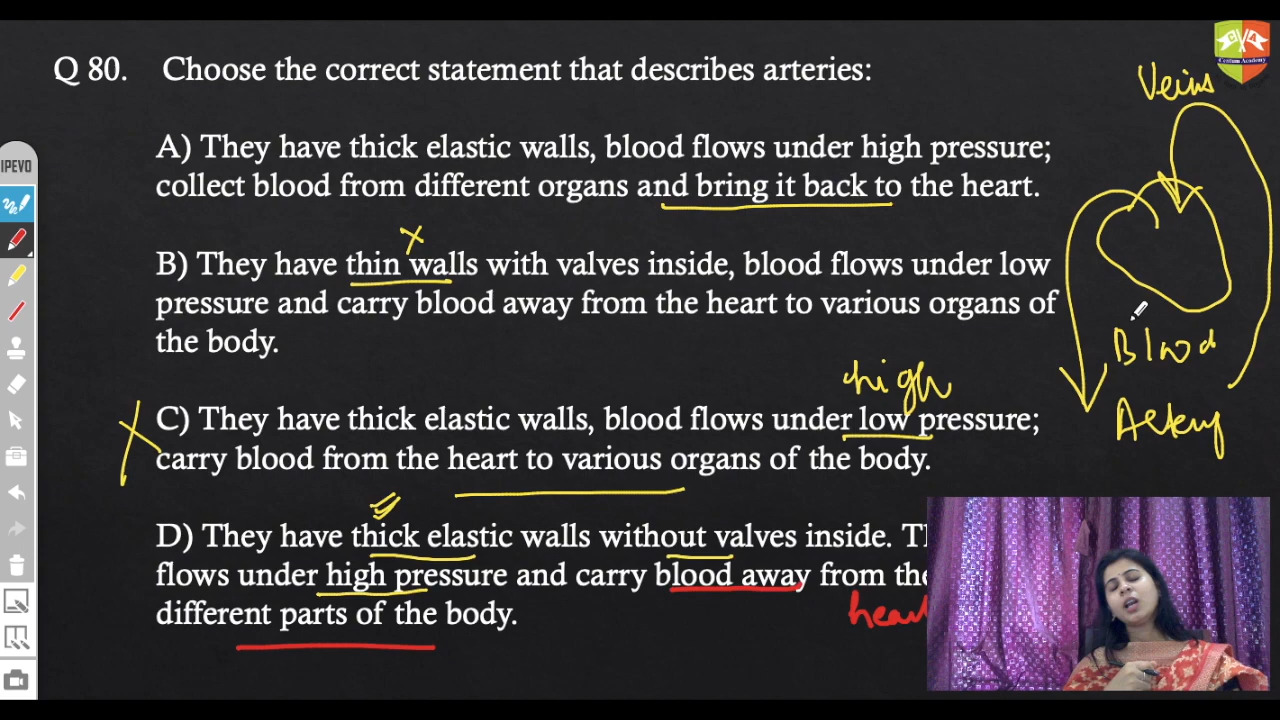 Q 80. Choose the correct statement that describes arteries:
Veins
A) They have thick elastic walls, blood flows under high pressure;
collect blood from different organs and bring it back to the heart.
B) They have thin walls with valves inside, blood flows under low
pressure and carry blood away from the heart to various organs of
the body.
Blood
high
C) They have thick elastic walls, blood flows under low pressure;
carry blood from the heart to various organs of the body.
Artery
D) They have thick elastic walls without valves inside.
flows under high pressure and carry blood away from the
different parts of the body.
IPEVO
Centum Academy